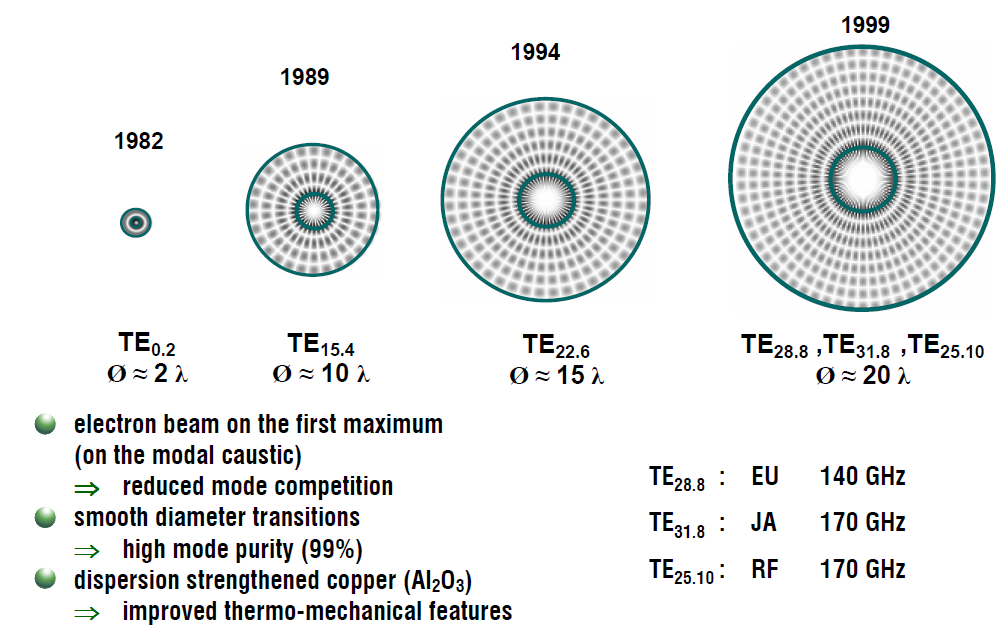 1982
1989
1994
1999
TE0.2
Ø ≈ 2 λ
TE15.4
Ø ≈ 10 λ
TE22.6
Ø ≈ 15 λ
TE28.8 ,TE31.8 ,TE25.10
Ø ≈ 20 λ
electron beam on the first maximum
(on the modal caustic)
⇒ reduced mode competition
smooth diameter transitions
⇒ high mode purity (99%)
dispersion strengthened copper (Al2O3)
⇒ improved thermo-mechanical features
TE28.8 : EU 140 GHz
TE31.8 : JA 170 GHz
TE25.10 : RF 170 GHz